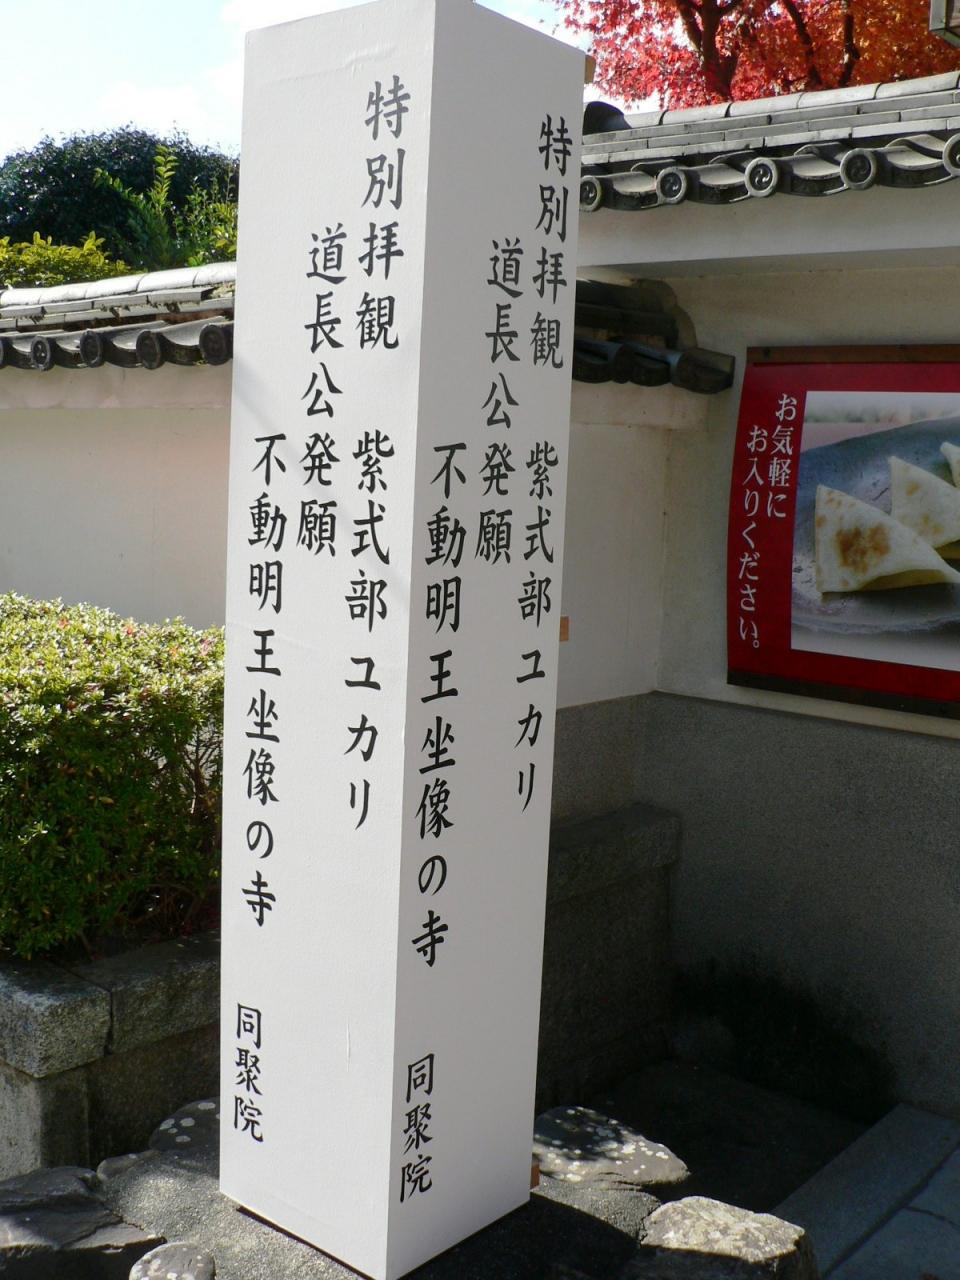 特別拝観 紫式部ユカリ
道長公発願
不動明王坐像の寺
同聚院
特別拝観 紫式部ユカリ
道長公発願
不動明王坐像の寺
同聚院
お気軽に
お入りください。